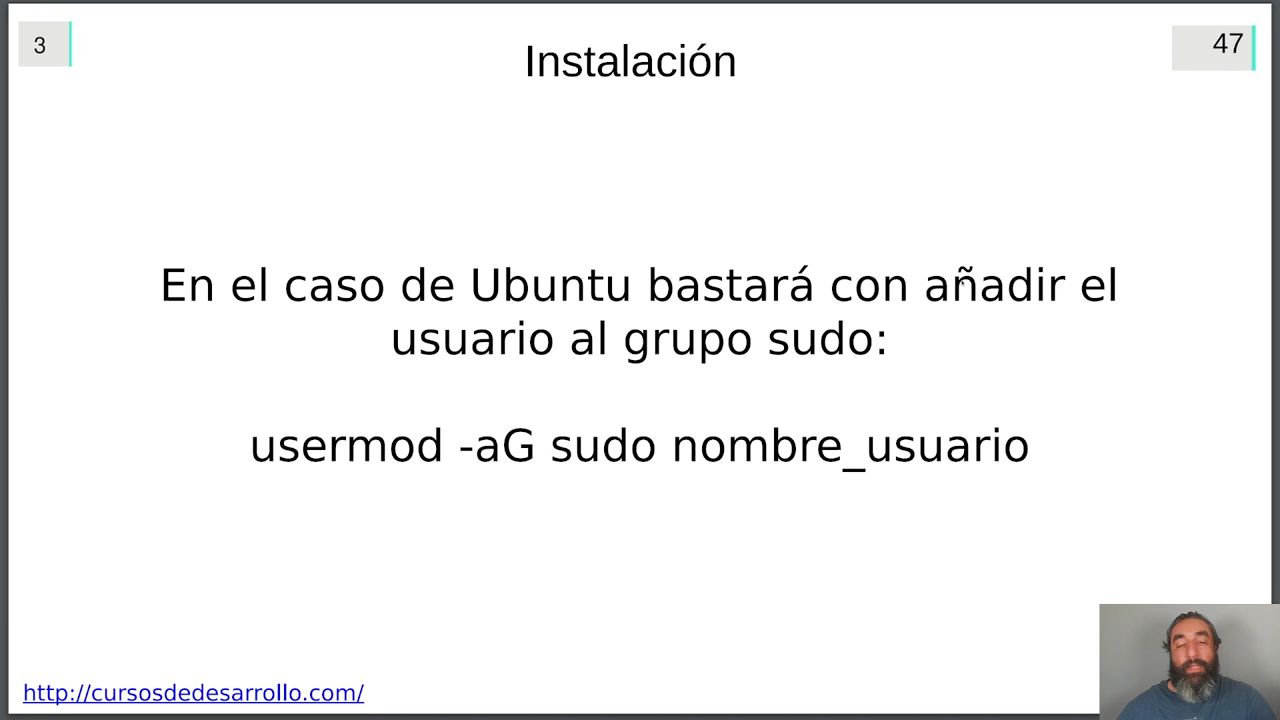 3
Instalación
47
En el caso de Ubuntu bastará con añadir el
usuario al grupo sudo:
usermod -aG sudo nombre_usuario
http://cursosdedesarrollo.com/